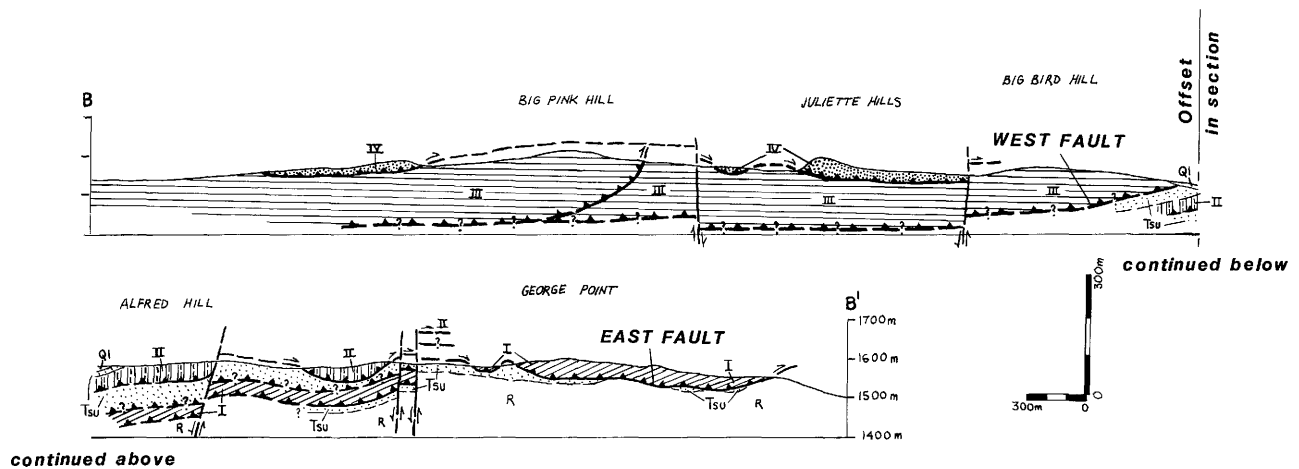 B
BIG PINK HILL
JULIETTE HILLS
BIG BIRD HILL
Offset
in section
WEST FAULT
IV
IV
Ql
III
III
III
III
II
Tsu
? ? ? ? ? ? ? ? ? ?
continued below
ALFRED HILL
GEORGE POINT
B'
300m
1700m
EAST FAULT
Ql
II
II
II
?
I
I
1600m
Tsu
Tsu
1500m
I
R
Tsu
R
R
Tsu
R
300m
0
0
1400m
continued above